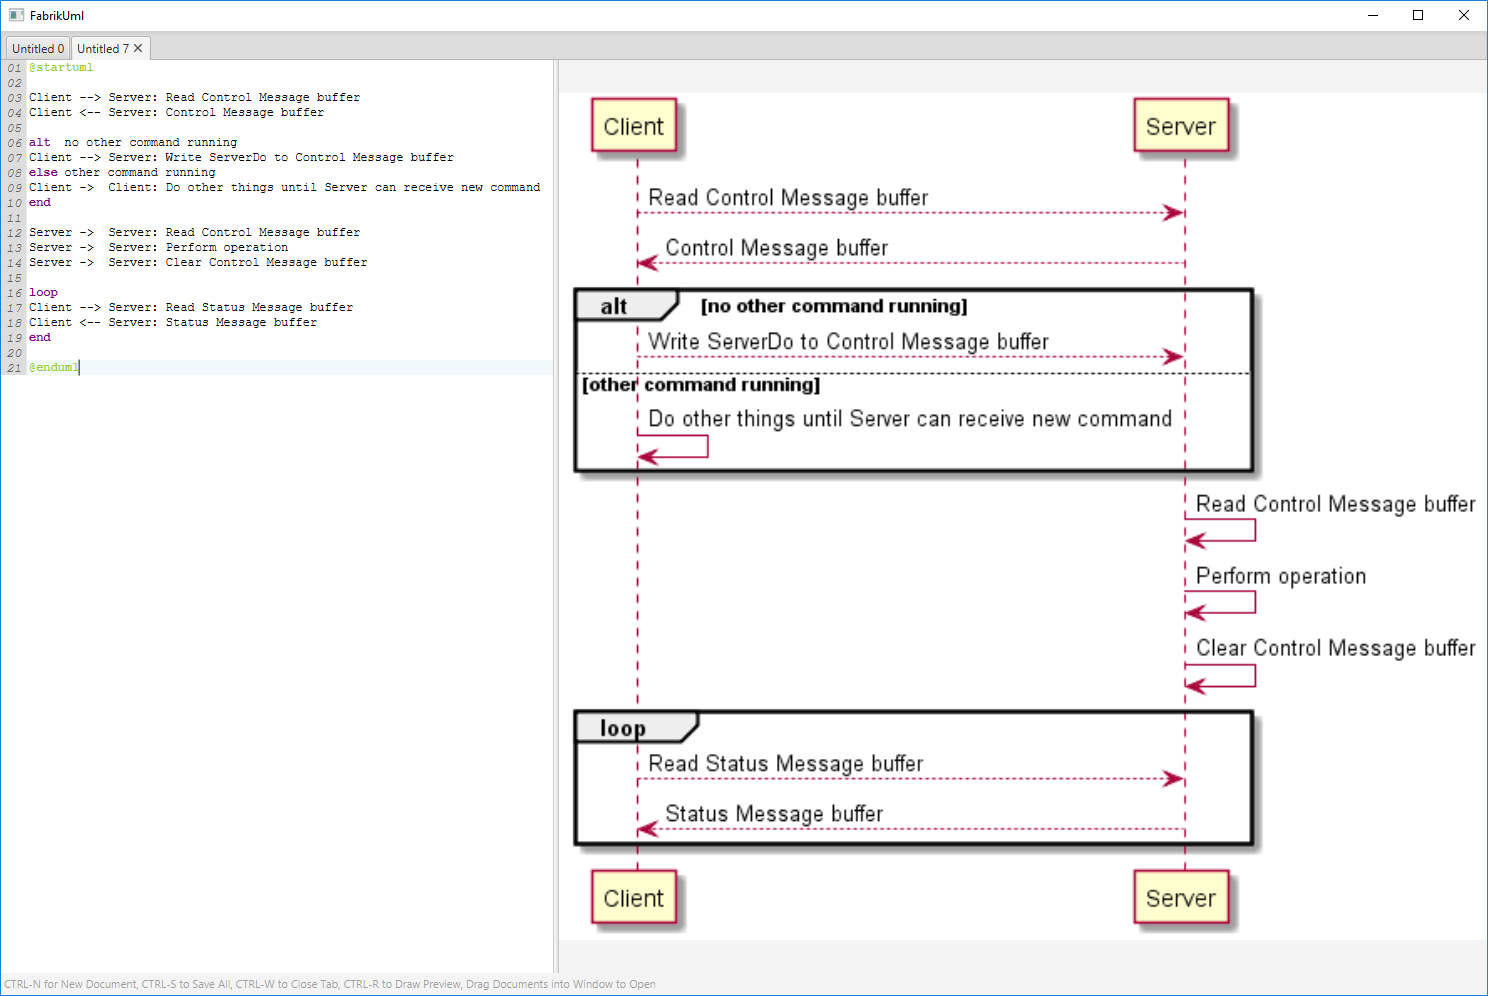 FabrikUml
Untitled 0
Untitled 7
01 @startuml
02
03 Client --> Server: Read Control Message buffer
04 Client <-- Server: Control Message buffer
05
06 alt  no other command running
07 Client --> Server: Write ServerDo to Control Message buffer
08 else other command running
09 Client ->  Client: Do other things until Server can receive new command
10 end
11
12 Server ->  Server: Read Control Message buffer
13 Server ->  Server: Perform operation
14 Server ->  Server: Clear Control Message buffer
15
16 loop
17 Client --> Server: Read Status Message buffer
18 Client <-- Server: Status Message buffer
19 end
20
21 @enduml
Client
Server
Read Control Message buffer
Control Message buffer
alt [no other command running]
Write ServerDo to Control Message buffer
[other command running]
Do other things until Server can receive new command
Read Control Message buffer
Perform operation
Clear Control Message buffer
loop
Read Status Message buffer
Status Message buffer
Client
Server
CTRL-N for New Document, CTRL-S to Save All, CTRL-W to Close Tab, CTRL-R to Draw Preview, Drag Documents into Window to Open